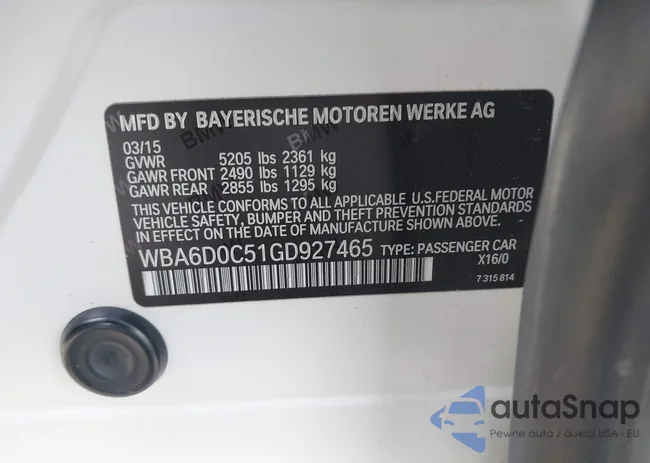 MFD BY BAYERISCHE MOTOREN WERKE AG
03/15
GVWR 5205 lbs 2361 kg
GAWR FRONT 2490 lbs 1129 kg
GAWR REAR 2855 lbs 1295 kg
THIS VEHICLE CONFORMS TO ALL APPLICABLE U.S.FEDERAL MOTOR
VEHICLE SAFETY, BUMPER AND THEFT PREVENTION STANDARDS
IN EFFECT ON THE DATE OF MANUFACTURE SHOWN ABOVE.
WBA6D0C51GD927465 TYPE: PASSENGER CAR
X16/0
7 315 814
autoSnap
Pewne auta z aukcji USA i EU